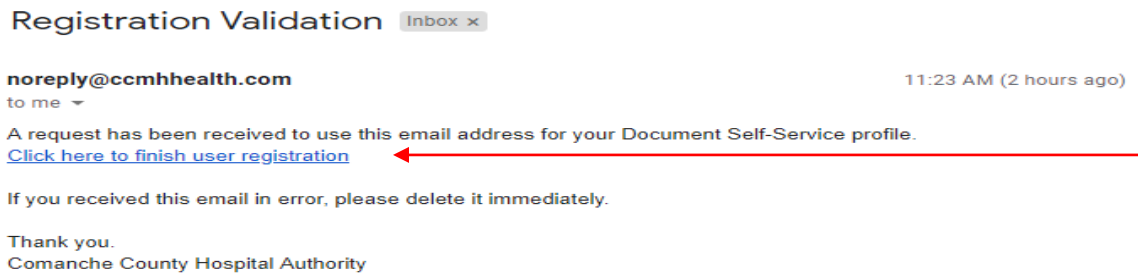 Registration Validation Inbox x
noreply@ccmhhealth.com 11:23 AM (2 hours ago)
to me
A request has been received to use this email address for your Document Self-Service profile.
Click here to finish user registration
If you received this email in error, please delete it immediately.
Thank you.
Comanche County Hospital Authority